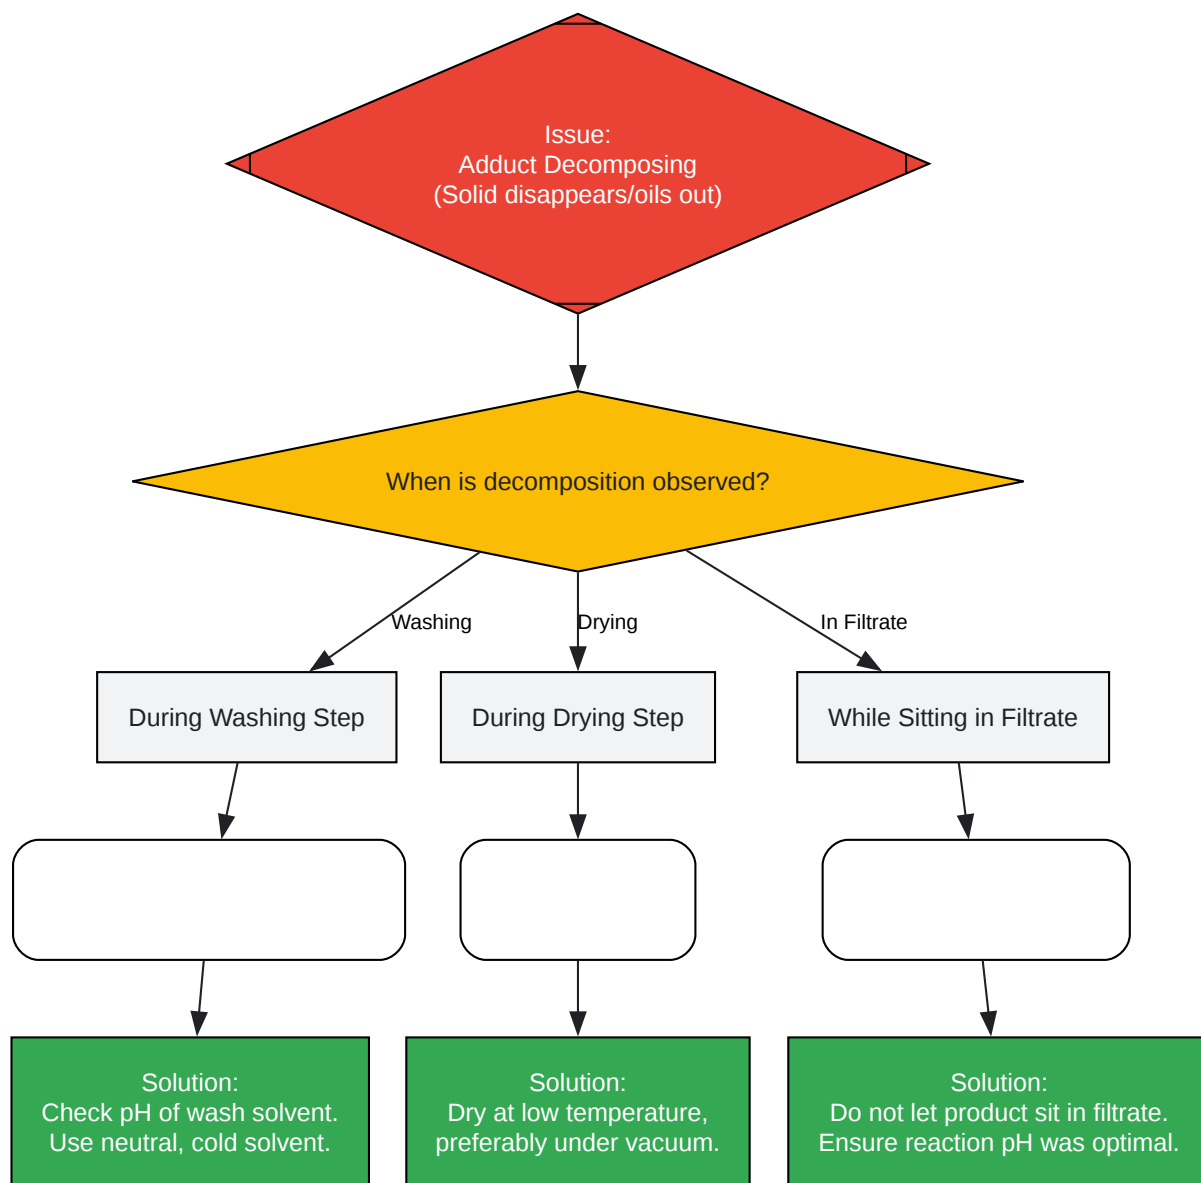 Issue:
Adduct Decomposing
(Solid disappears/oils out)
When is decomposition observed?
Washing
Drying
In Filtrate
During Washing Step
During Drying Step
While Sitting in Filtrate
Solution:
Check pH of wash solvent.
Use neutral, cold solvent.
Solution:
Dry at low temperature,
preferably under vacuum.
Solution:
Do not let product sit in filtrate.
Ensure reaction pH was optimal.